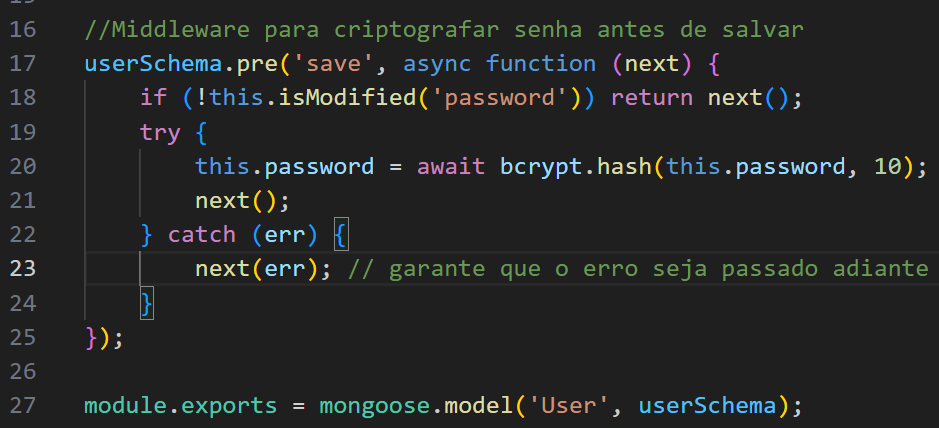 16 //Middleware para criptografar senha antes de salvar
17 userSchema.pre('save', async function (next) {
18 if (!this.isModified('password')) return next();
19 try {
20 this.password = await bcrypt.hash(this.password, 10);
21 next();
22 } catch (err) {
23 next(err); // garante que o erro seja passado adiante
24 }
25 });
26
27 module.exports = mongoose.model('User', userSchema);